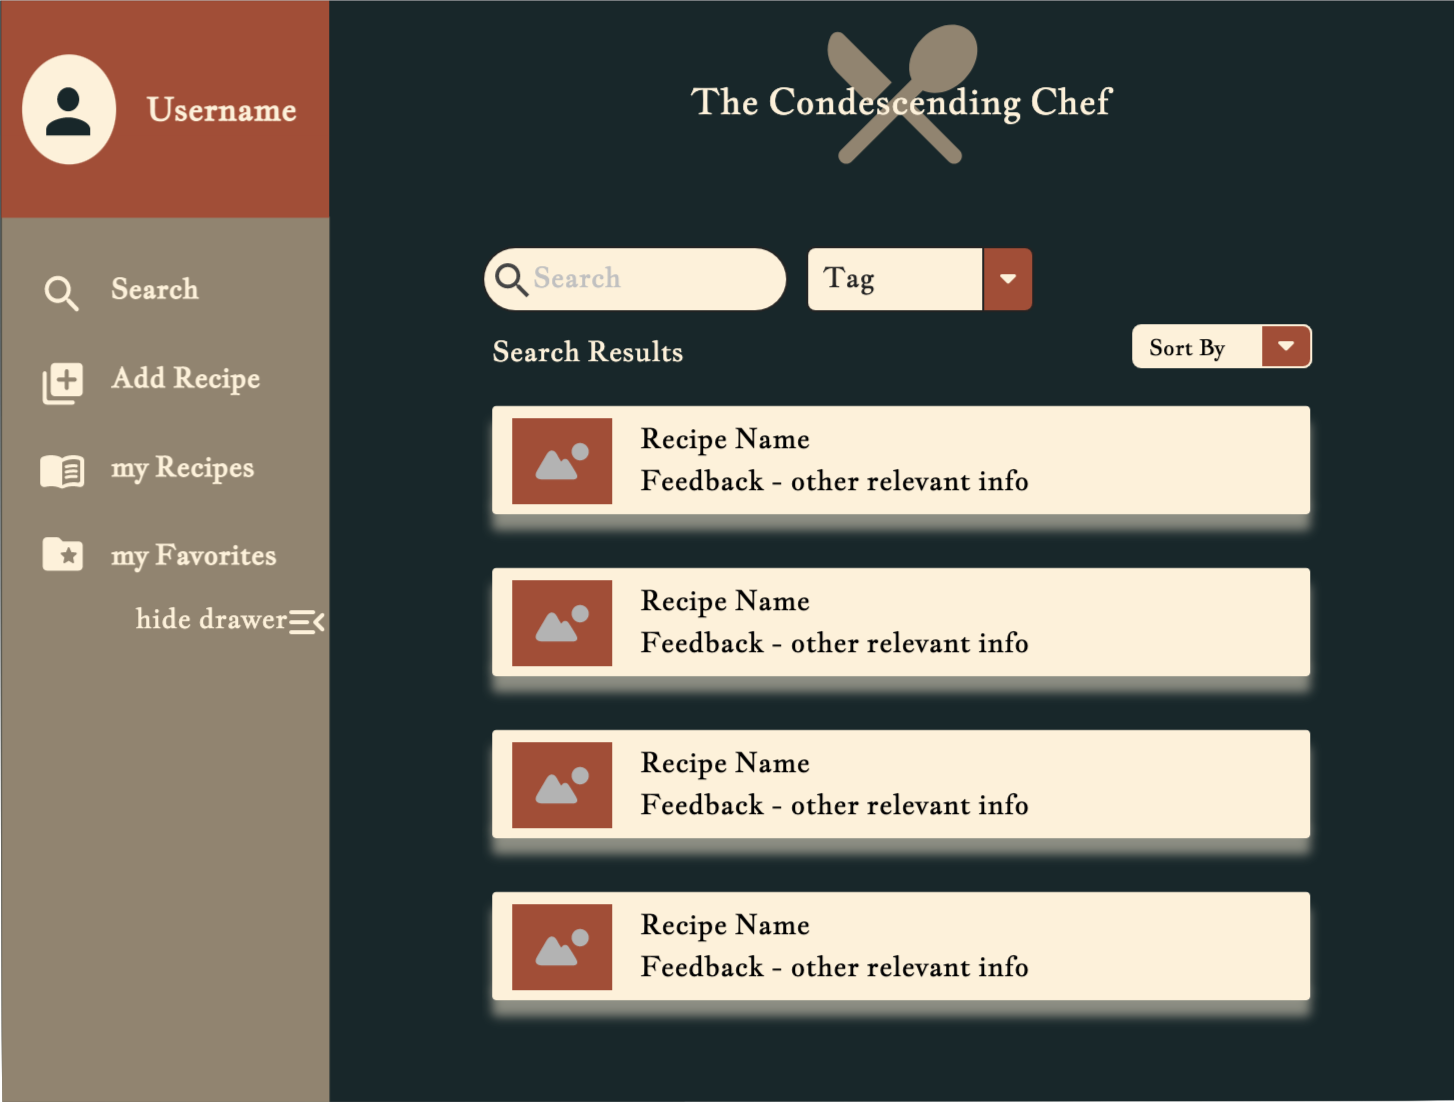 Username
Search
Add Recipe
my Recipes
my Favorites
hide drawer
The Condescending Chef
Search
Tag
Search Results
Sort By
Recipe Name
Feedback - other relevant info
Recipe Name
Feedback - other relevant info
Recipe Name
Feedback - other relevant info
Recipe Name
Feedback - other relevant info